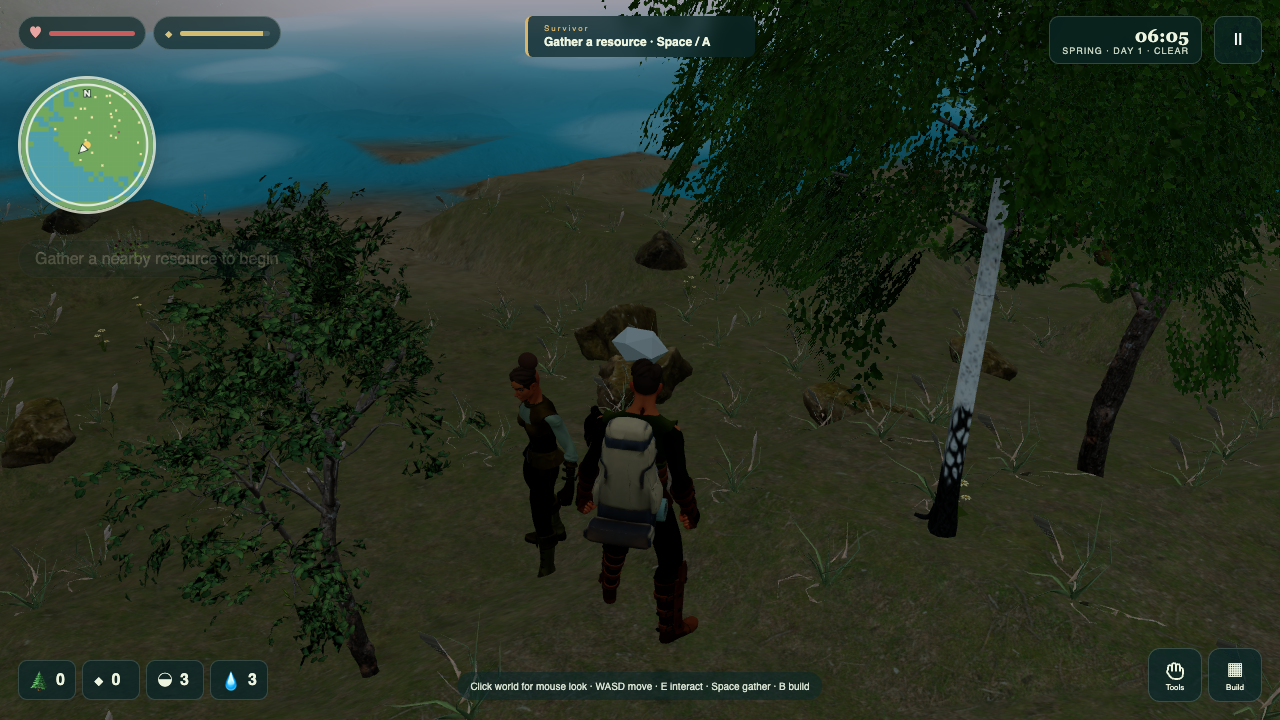 Survivor
Gather a resource · Space / A
06:05
SPRING · DAY 1 · CLEAR
N
Gather a nearby resource to begin
0
0
3
3
Click world for mouse look · WASD move · E interact · Space gather · B build
Tools
Build